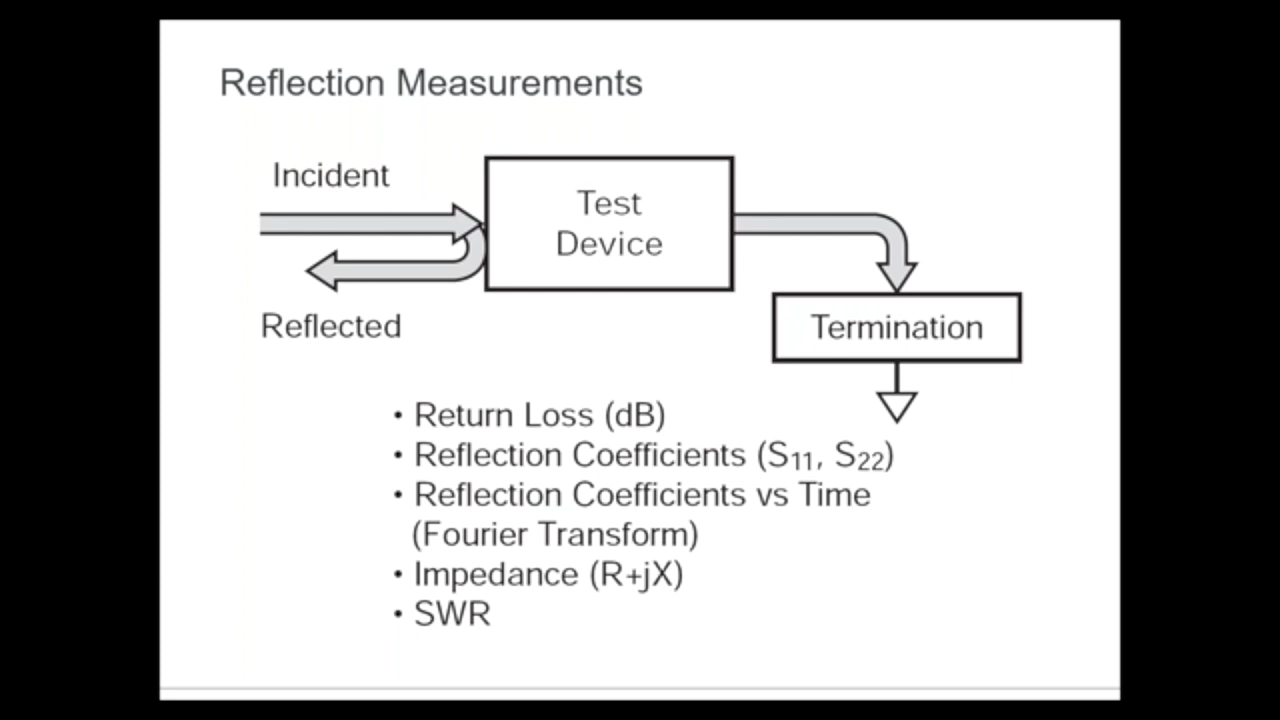 Reflection Measurements
Incident
Test
Device
Reflected
Termination
• Return Loss (dB)
• Reflection Coefficients (S₁₁, S₂₂)
• Reflection Coefficients vs Time
(Fourier Transform)
• Impedance (R+jX)
• SWR